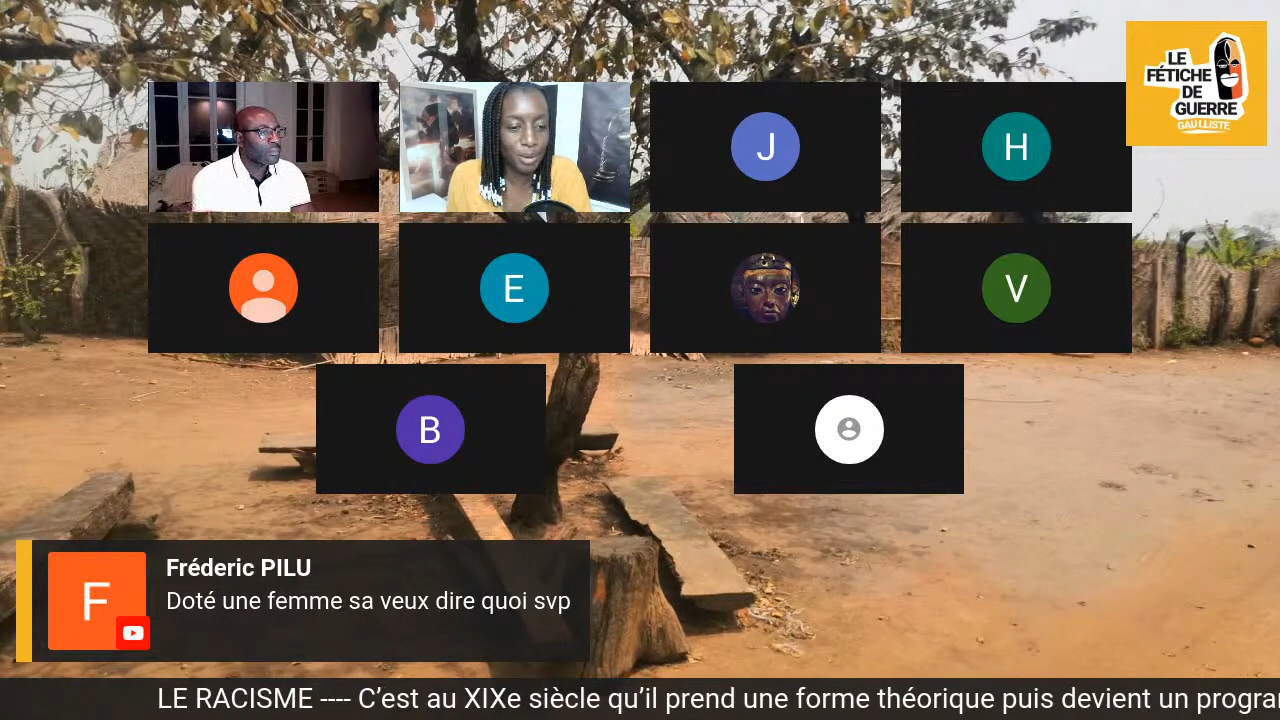 LE
FÉTICHE
DE
GUERRE
GAULLISTE
J
H
E
V
B
F
Fréderic PILU
Doté une femme sa veux dire quoi svp
LE RACISME ---- C’est au XIXe siècle qu’il prend une forme théorique puis devient un progra